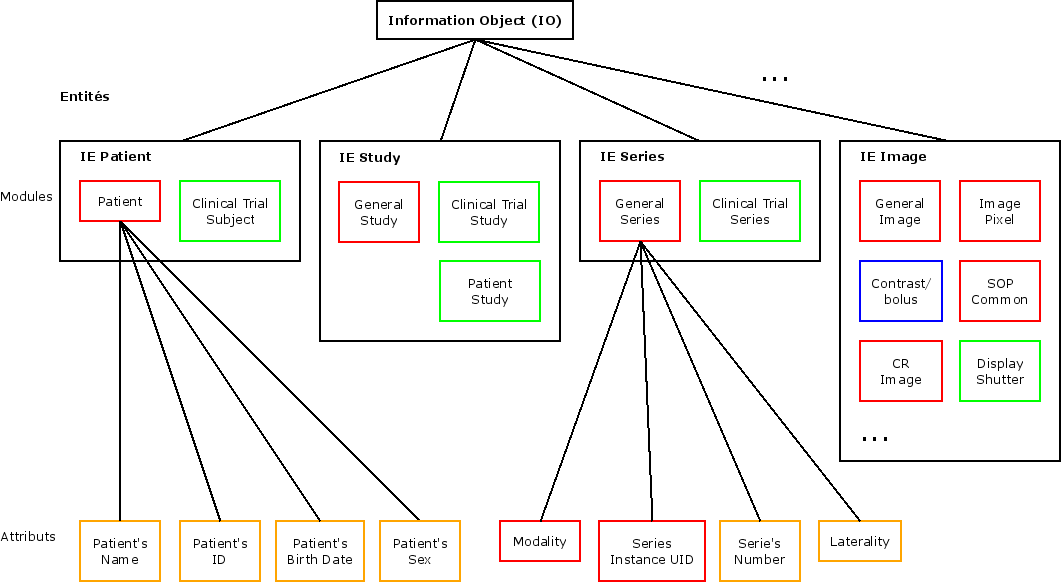 Information Object (IO)
...
Entités
IE Patient
IE Study
IE Series
IE Image
Modules
Patient
Clinical Trial
Subject
General
Study
Clinical Trial
Study
Patient
Study
General
Series
Clinical Trial
Series
General
Image
Image
Pixel
Contrast/
bolus
SOP
Common
CR
Image
Display
Shutter
...
Attributs
Patient's
Name
Patient's
ID
Patient's
Birth Date
Patient's
Sex
Modality
Series
Instance UID
Serie's
Number
Laterality